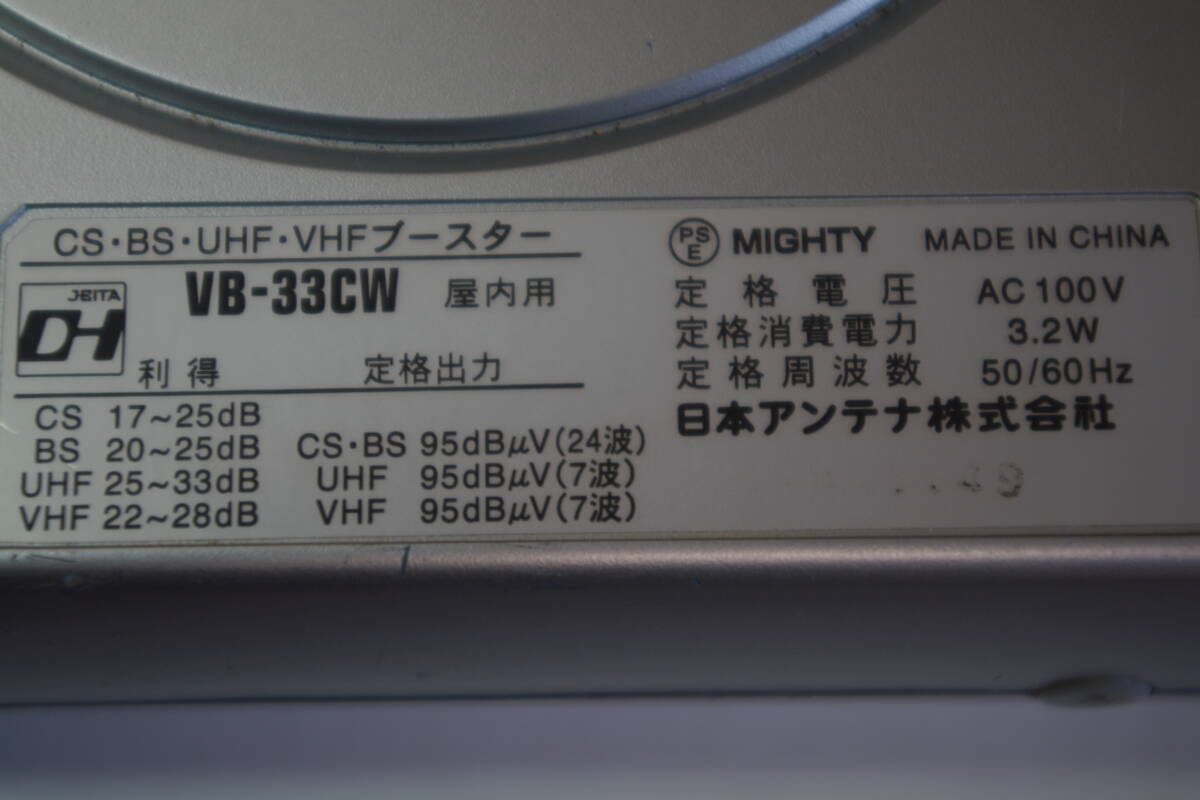 CS・BS・UHF・VHFブースター
JEITA
DH
VB-33CW 屋内用
利得 定格出力
CS 17~25dB
BS 20~25dB CS・BS 95dBμV(24波)
UHF 25~33dB UHF 95dBμV(7波)
VHF 22~28dB VHF 95dBμV(7波)
PSE MIGHTY MADE IN CHINA
定格電圧 AC 100V
定格消費電力 3.2W
定格周波数 50/60Hz
日本アンテナ株式会社